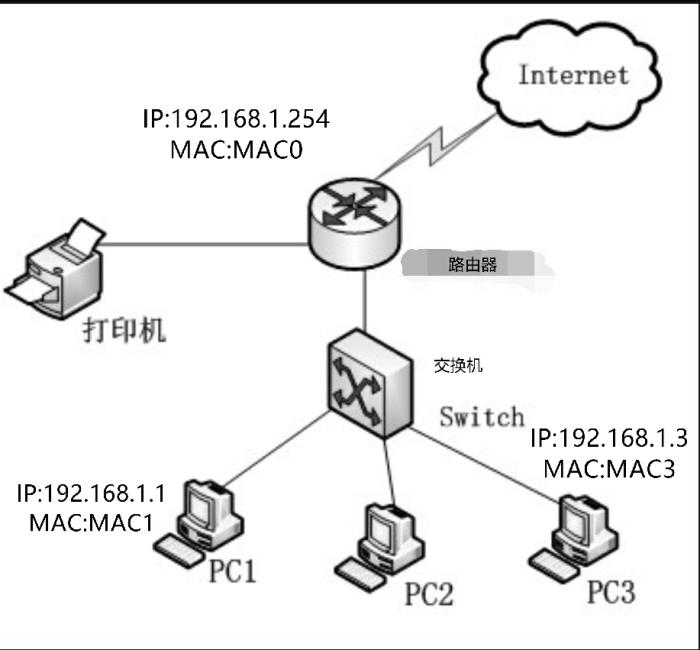 Internet
IP:192.168.1.254
MAC:MAC0
路由器
打印机
交换机
Switch
IP:192.168.1.3
MAC:MAC3
IP:192.168.1.1
MAC:MAC1
PC1
PC2
PC3